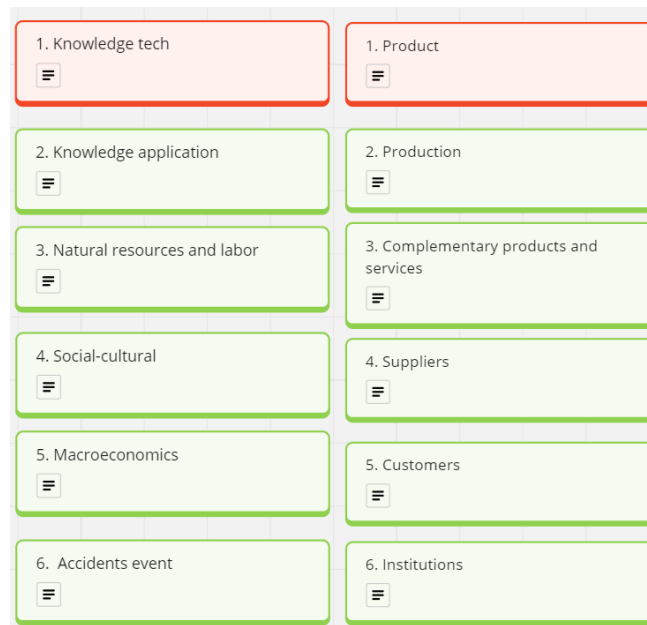 1. Knowledge tech
1. Product
2. Knowledge application
2. Production
3. Natural resources and labor
3. Complementary products and
services
4. Social-cultural
4. Suppliers
5. Macroeconomics
5. Customers
6. Accidents event
6. Institutions